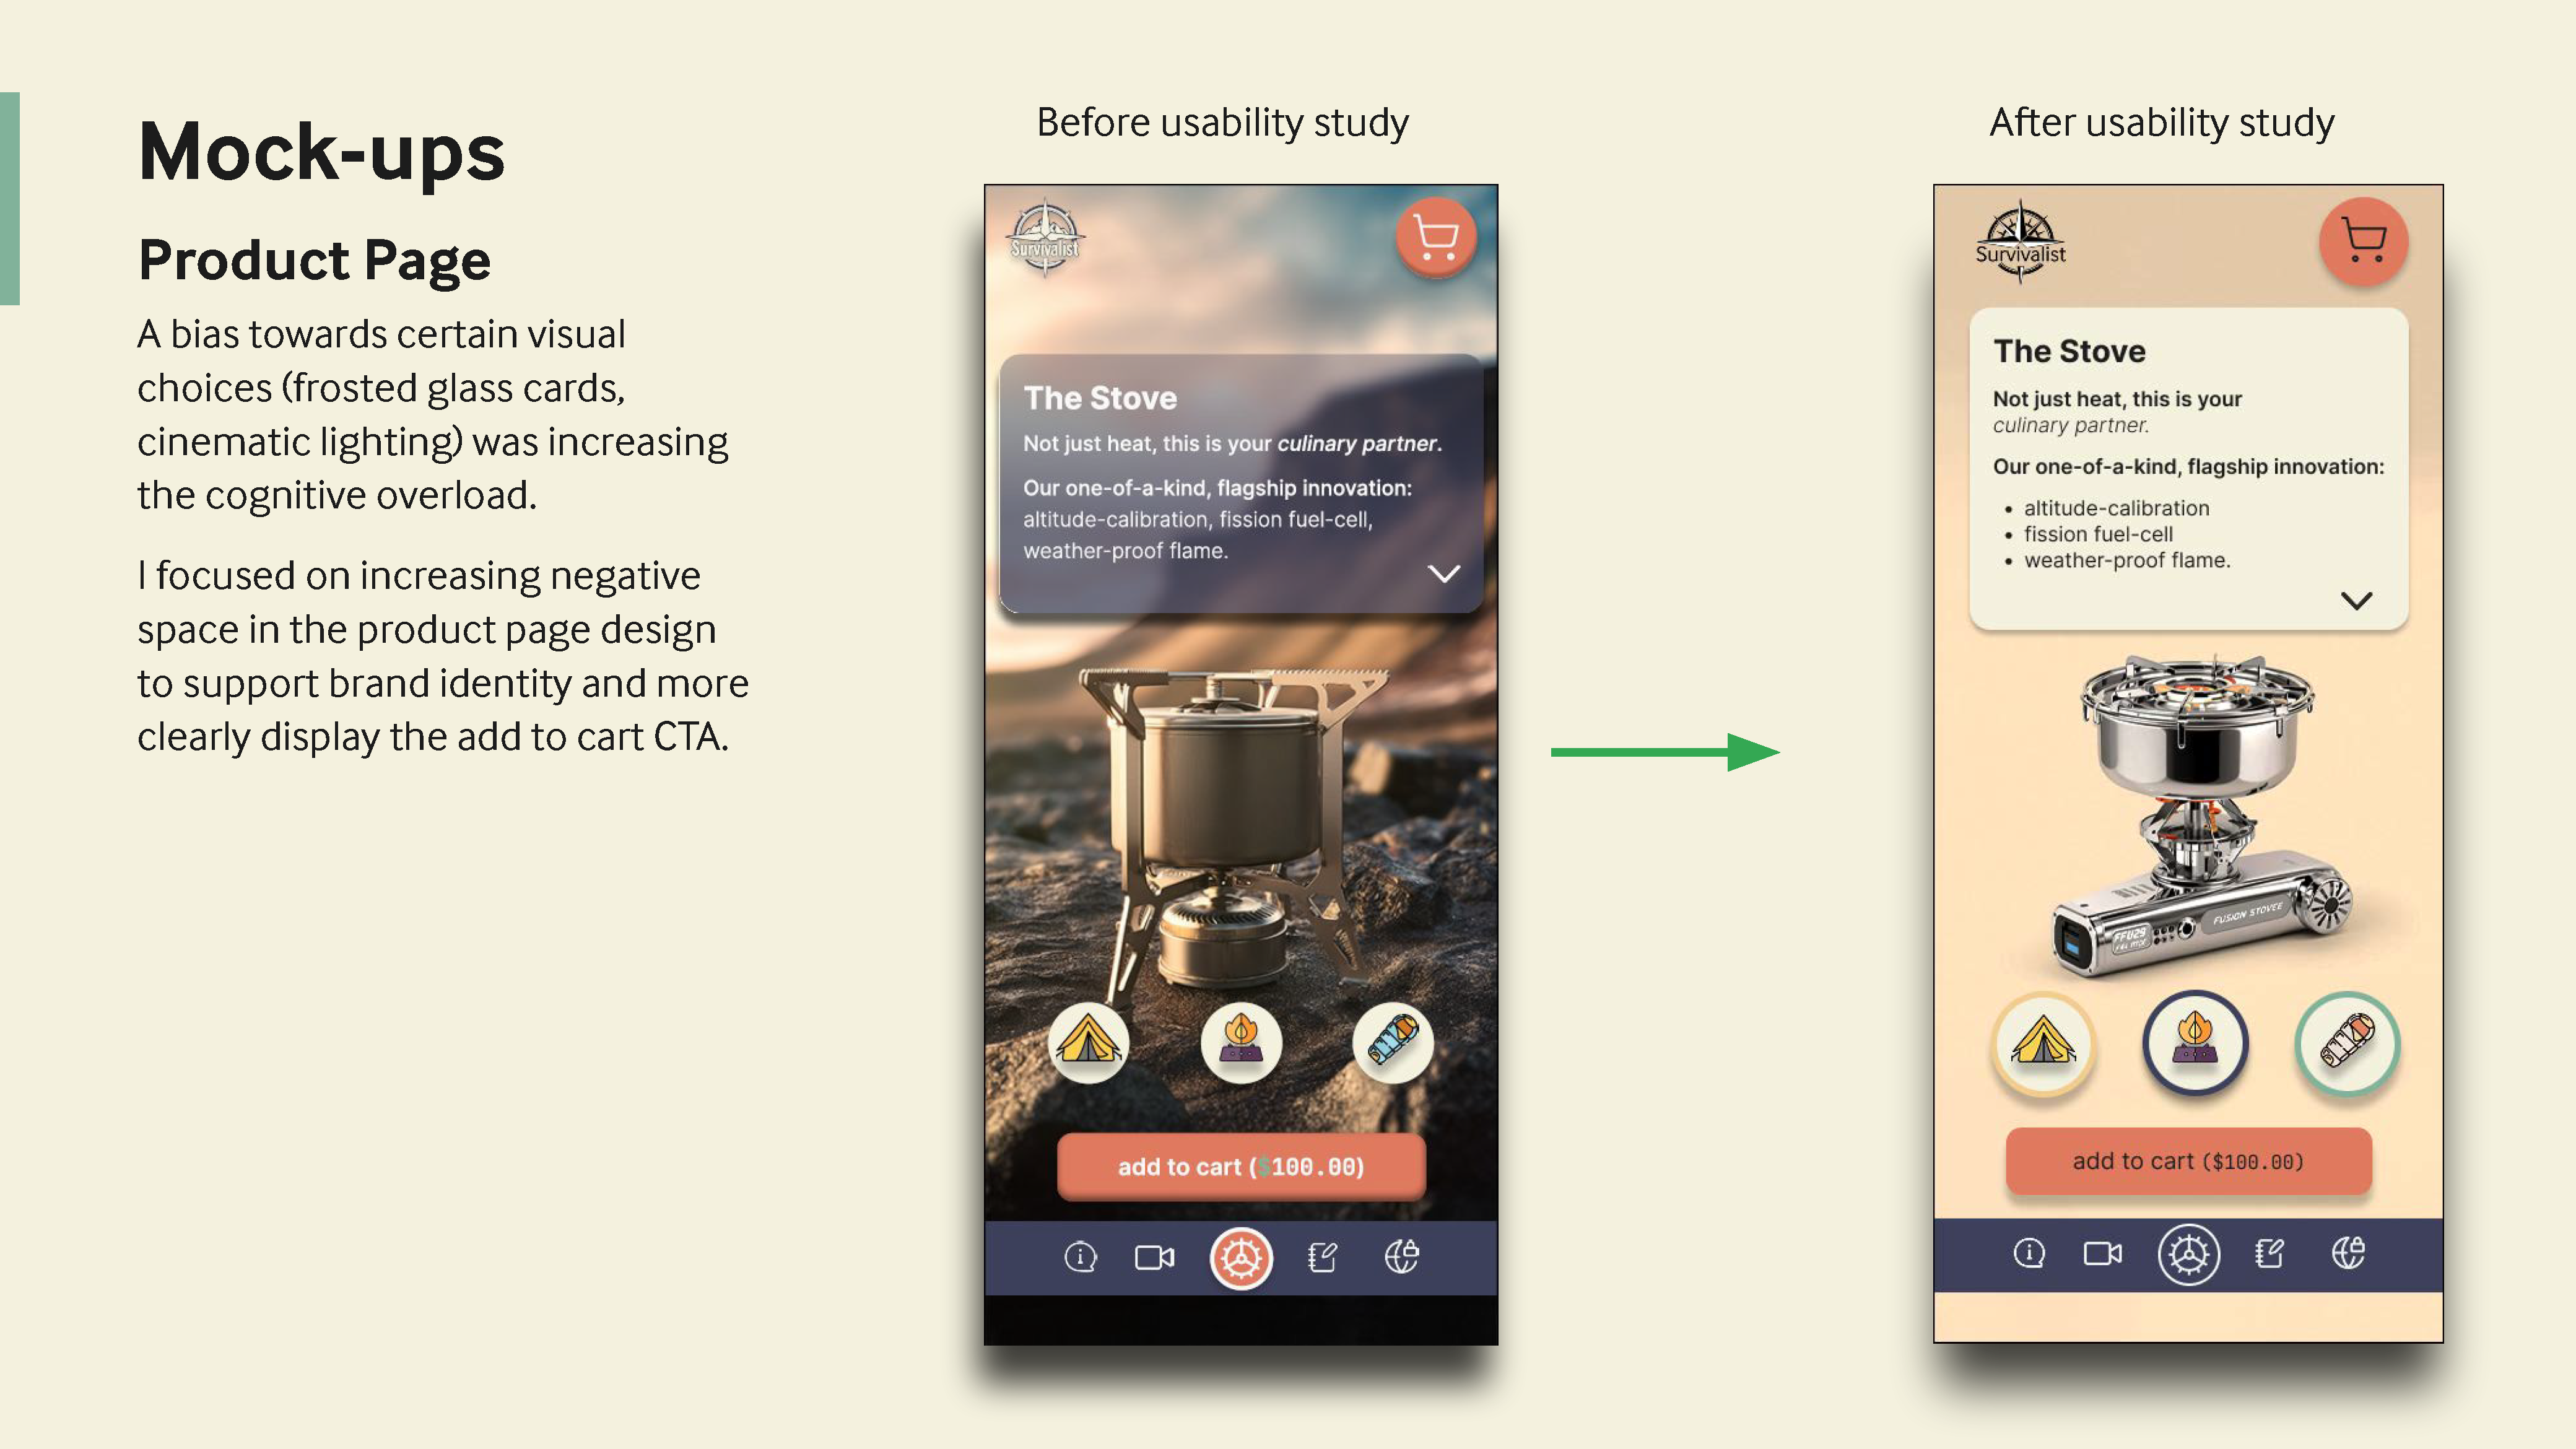 Mock-ups
Product Page
A bias towards certain visual
choices (frosted glass cards,
cinematic lighting) was increasing
the cognitive overload.
I focused on increasing negative
space in the product page design
to support brand identity and more
clearly display the add to cart CTA.
Before usability study
Survivalist
The Stove
Not just heat, this is your culinary partner.
Our one-of-a-kind, flagship innovation:
altitude-calibration, fission fuel-cell,
weather-proof flame.
add to cart ($100.00)
After usability study
Survivalist
The Stove
Not just heat, this is your
culinary partner.
Our one-of-a-kind, flagship innovation:
• altitude-calibration
• fission fuel-cell
• weather-proof flame.
FUSION STOVEE
FFU29
add to cart ($100.00)